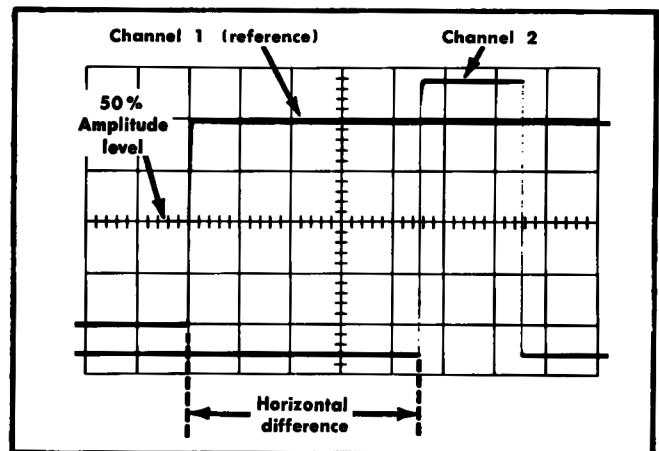 Channel 1 (reference)
Channel 2
50%
Amplitude
level
Horizontal
difference